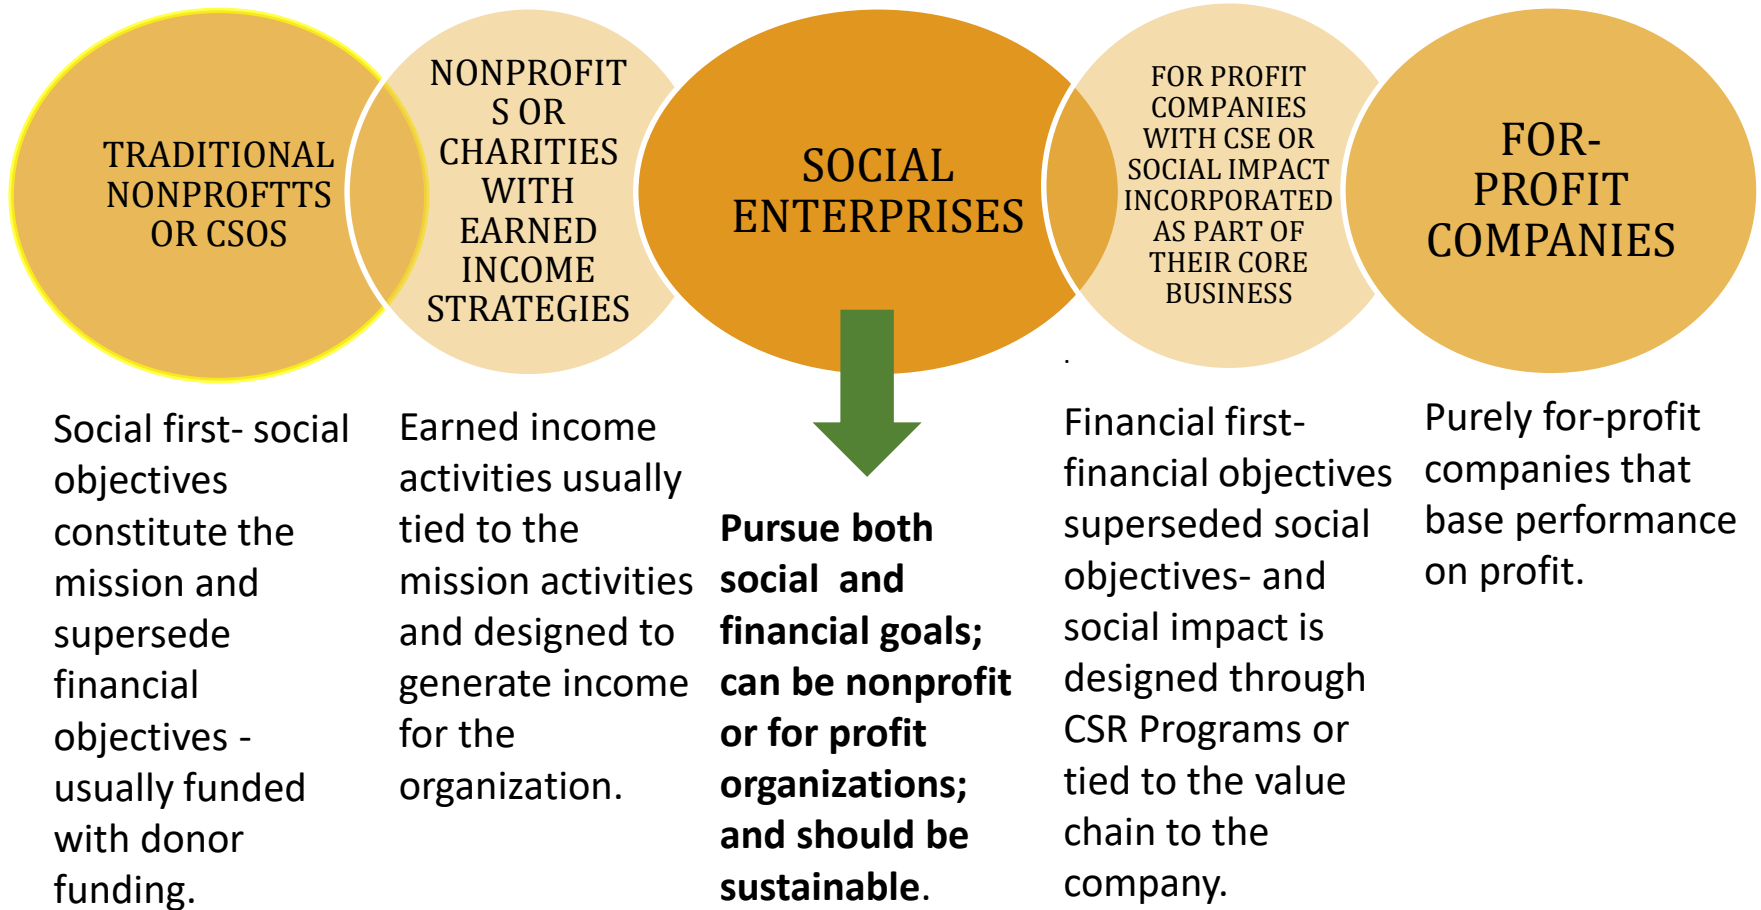 TRADITIONAL
NONPROFTTS
OR CSOS
NONPROFIT
S OR
CHARITIES
WITH
EARNED
INCOME
STRATEGIES
SOCIAL
ENTERPRISES
FOR PROFIT
COMPANIES
WITH CSE OR
SOCIAL IMPACT
INCORPORATED
AS PART OF
THEIR CORE
BUSINESS
FOR-
PROFIT
COMPANIES
.
Social first- social
objectives
constitute the
mission and
supersede
financial
objectives -
usually funded
with donor
funding.
Earned income
activities usually
tied to the
mission activities
and designed to
generate income
for the
organization.
Pursue both
social  and
financial goals;
can be nonprofit
or for profit
organizations;
and should be
sustainable.
Financial first-
financial objectives
superseded social
objectives- and
social impact is
designed through
CSR Programs or
tied to the value
chain to the
company.
Purely for-profit
companies that
base performance
on profit.